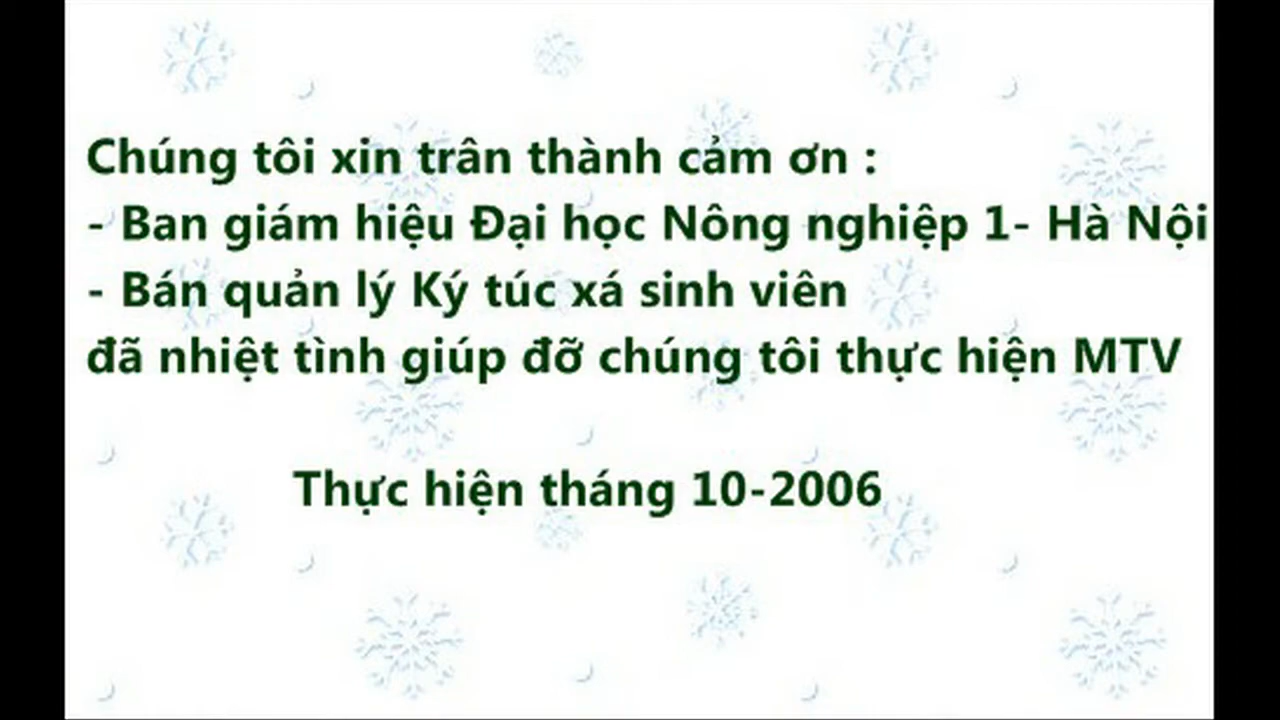 Chúng tôi xin trân thành cảm ơn :
- Ban giám hiệu Đại học Nông nghiệp 1- Hà Nội
- Bán quản lý Ký túc xá sinh viên
đã nhiệt tình giúp đỡ chúng tôi thực hiện MTV
Thực hiện tháng 10-2006